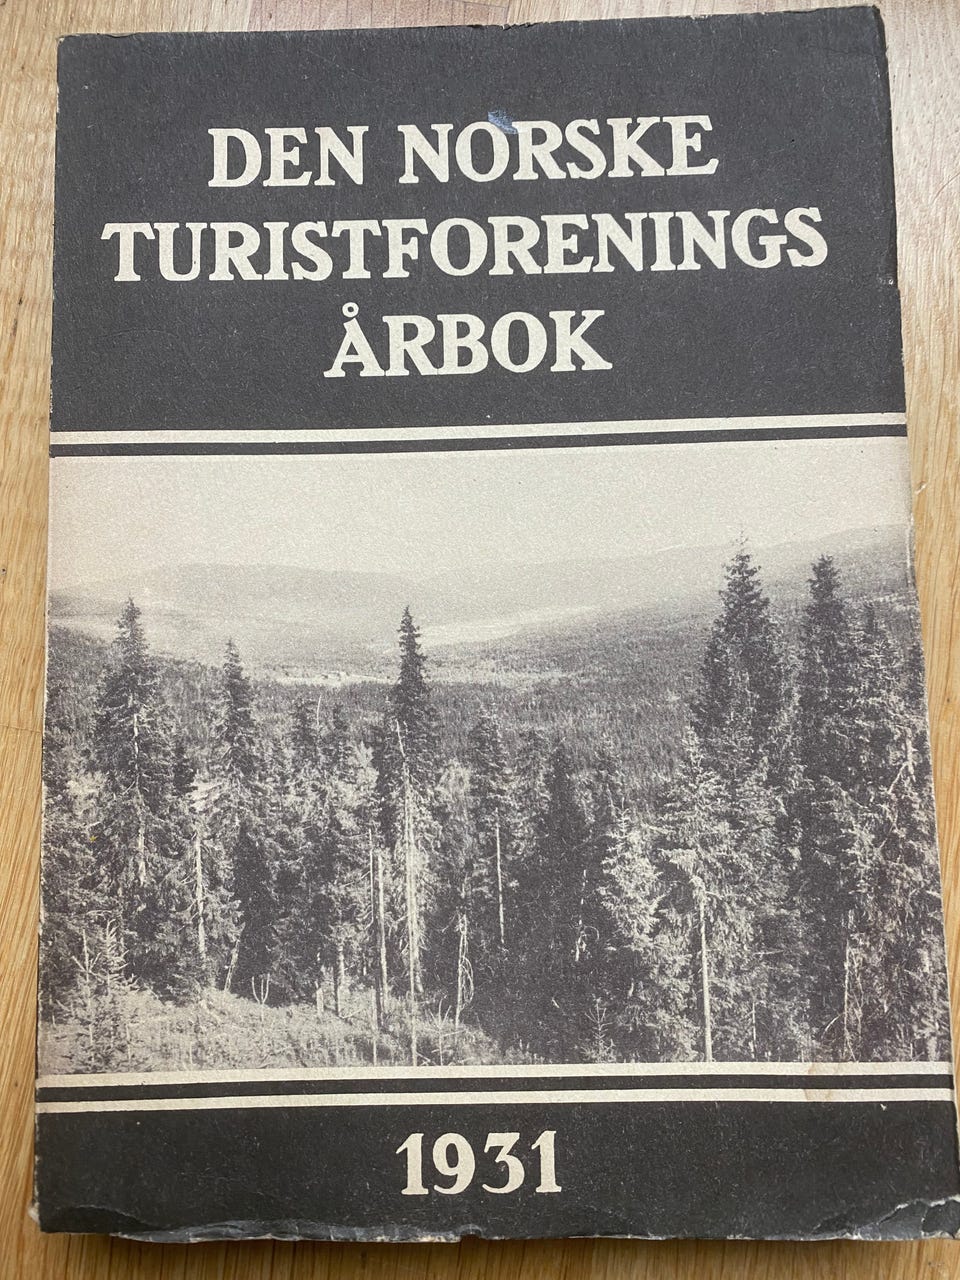 DEN NORSKE
TURISTFORENINGS
ÅRBOK
1931